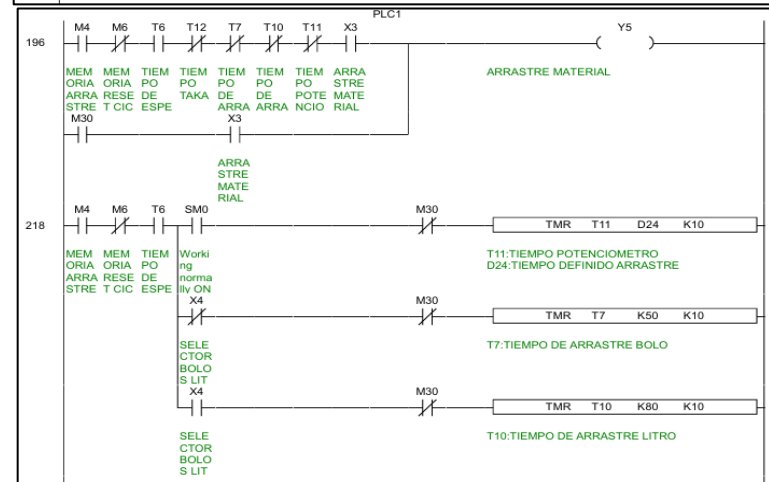 PLC1
M4 M6 T6 T12 T7 T10 T11 X3 Y5
196
MEM MEM TIEM TIEM TIEM TIEM TIEM ARRA ARRASTRE MATERIAL
ORIA ORIA PO PO PO PO PO STRE
ARRA RESE DE TAKA DE DE POTE MATE
STRE T CIC ESPE ARRA ARRA NCIO RIAL
M30 X3
ARRA
STRE
MATE
RIAL
M4 M6 T6 SM0 M30
218 TMR T11 D24 K10
MEM MEM TIEM Worki T11:TIEMPO POTENCIOMETRO
ORIA ORIA PO ng D24:TIEMPO DEFINIDO ARRASTRE
ARRA RESE DE norma
STRE T CIC ESPE lly ON
X4 M30
TMR T7 K50 K10
SELE T7:TIEMPO DE ARRASTRE BOLO
CTOR
BOLO
S LIT
X4 M30
TMR T10 K80 K10
SELE T10:TIEMPO DE ARRASTRE LITRO
CTOR
BOLO
S LIT